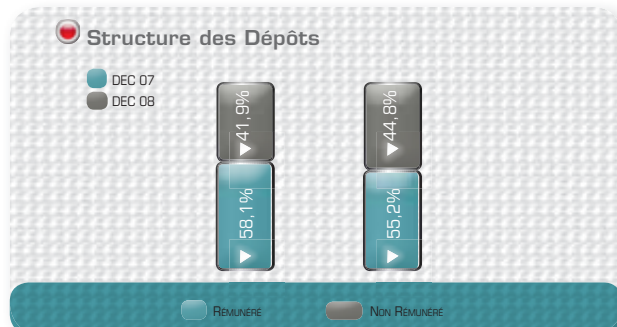 Structure des Dépôts
DEC 07
DEC 08
41,9%
44,8%
58,1%
55,2%
RÉMUNÉRÉ
NON RÉMUNÉRÉ